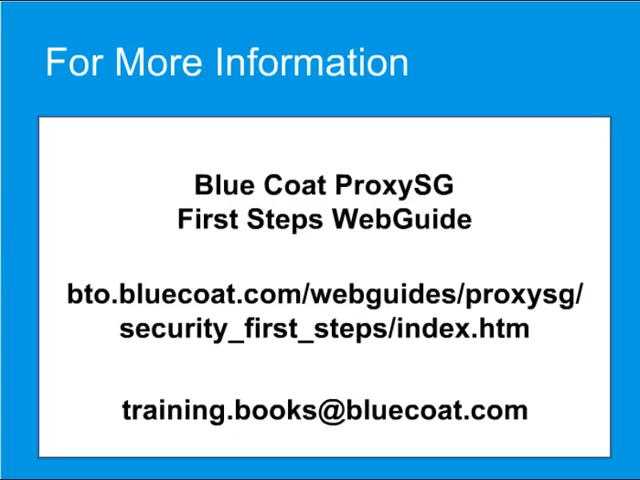 For More Information
Blue Coat ProxySG
First Steps WebGuide
bto.bluecoat.com/webguides/proxysg/
security_first_steps/index.htm
training.books@bluecoat.com